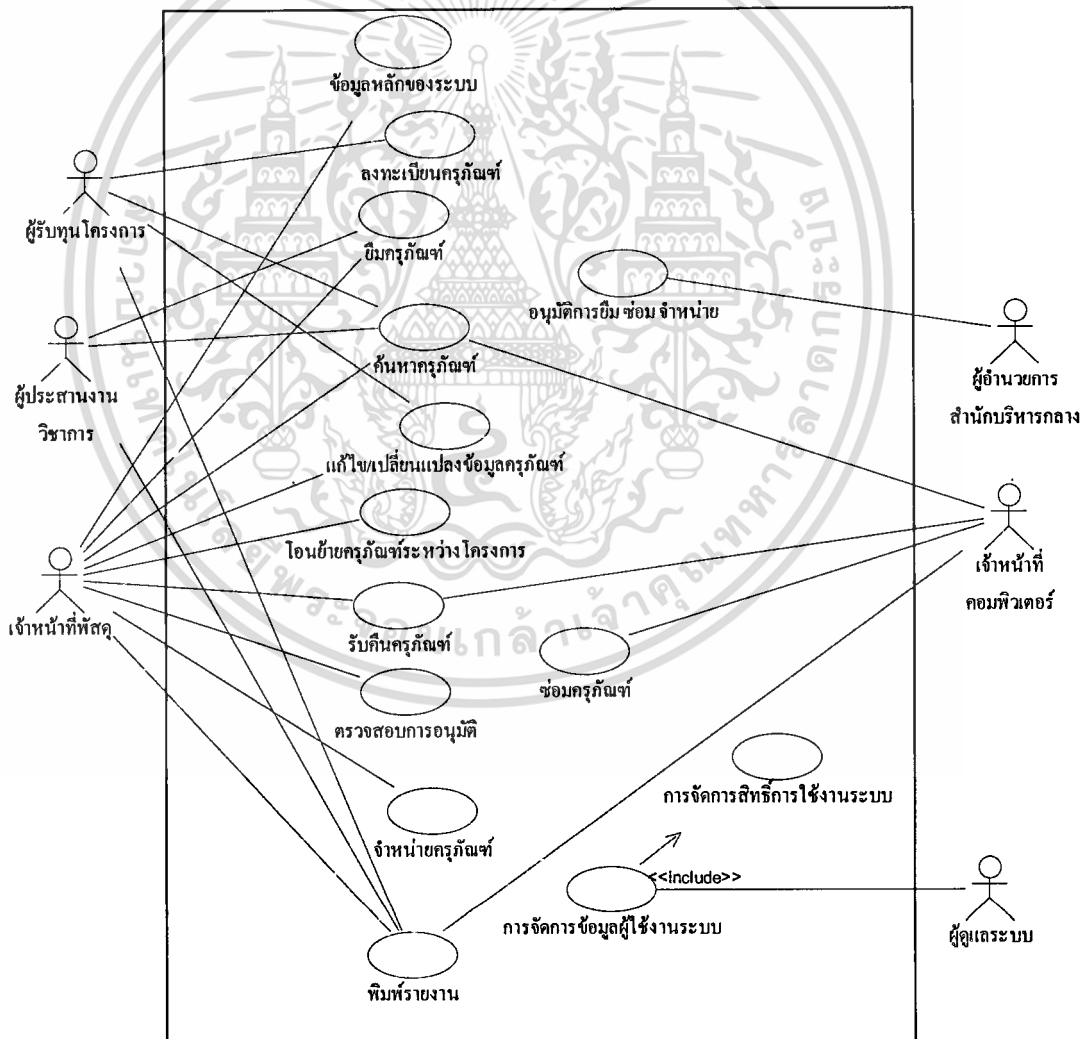 ข้อมูลหลักของระบบ
ลงทะเบียนครุภัณฑ์
ผู้รับทุนโครงการ
ยืมครุภัณฑ์
อนุมัติการยืม ซ่อม จำหน่าย
ค้นหาครุภัณฑ์
ผู้ประสานงาน
วิชาการ
ผู้อำนวยการ
สำนักบริหารกลาง
แก้ไข/เปลี่ยนแปลงข้อมูลครุภัณฑ์
โอนย้ายครุภัณฑ์ระหว่างโครงการ
เจ้าหน้าที่
คอมพิวเตอร์
เจ้าหน้าที่พัสดุ
รับคืนครุภัณฑ์
ซ่อมครุภัณฑ์
ตรวจสอบการอนุมัติ
การจัดการสิทธิ์การใช้งานระบบ
จำหน่ายครุภัณฑ์
<<include>>
การจัดการข้อมูลผู้ใช้งานระบบ
ผู้ดูแลระบบ
พิมพ์รายงาน